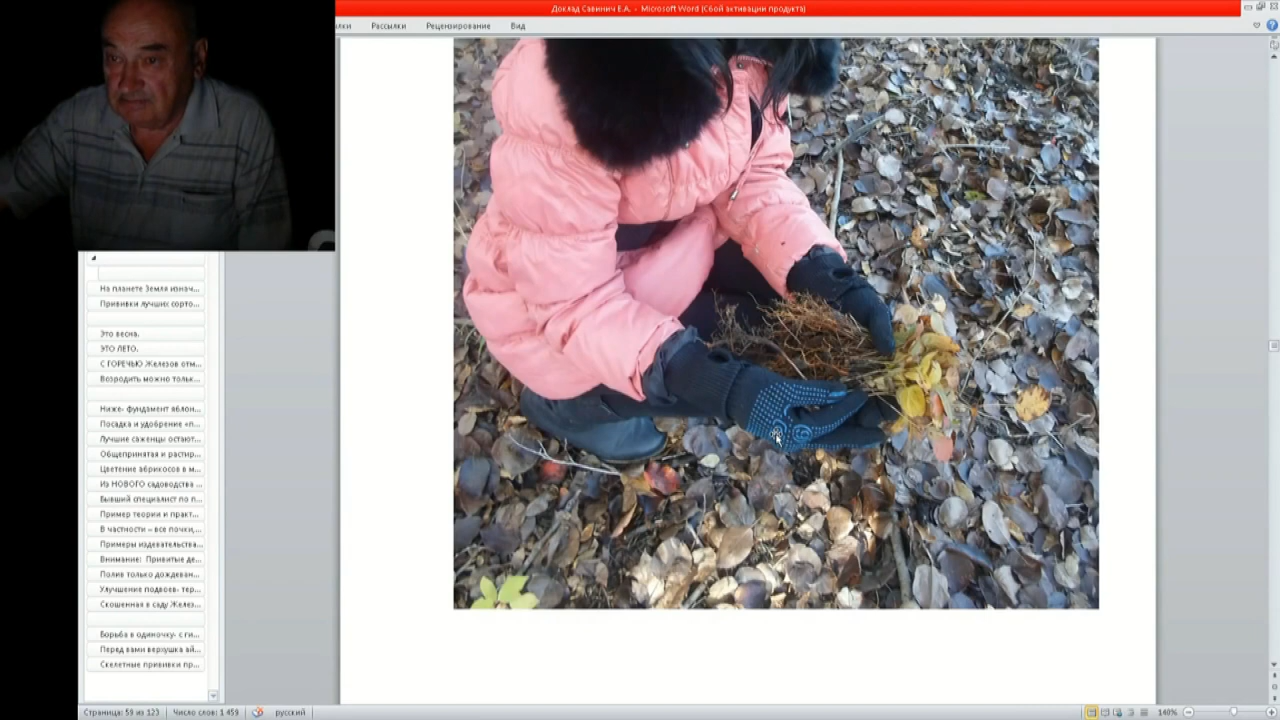 Доклад Савинич Е.А. - Microsoft Word (Сбой активации продукта)
лки Рассылки Рецензирование Вид
На планете Земля изнач...
Прививки лучших сорто...
Это весна.
ЭТО ЛЕТО.
С ГОРЕЧЬЮ Железов отм...
Возродить можно тольк...
Ниже- фундамент яблон...
Посадка и удобрение «п...
Лучшие саженцы остают...
Общепринятая и растир...
Цветение абрикосов в м...
Из НОВОГО садоводства ...
Бывший специалист по п...
Пример теории и практ...
В частности – все почки,...
Примеры издевательства...
Внимание: Привитые де...
Полив только дождеван...
Улучшение подвоев- тер...
Скошенная в саду Желез...
Борьба в одиночку- с ги...
Перед вами верхушка ай...
Скелетные прививки пр...
Страница: 59 из 123 Число слов: 1 459 русский 140%